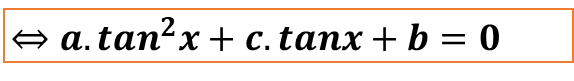 ⇔ a.tan²x + c.tanx + b = 0